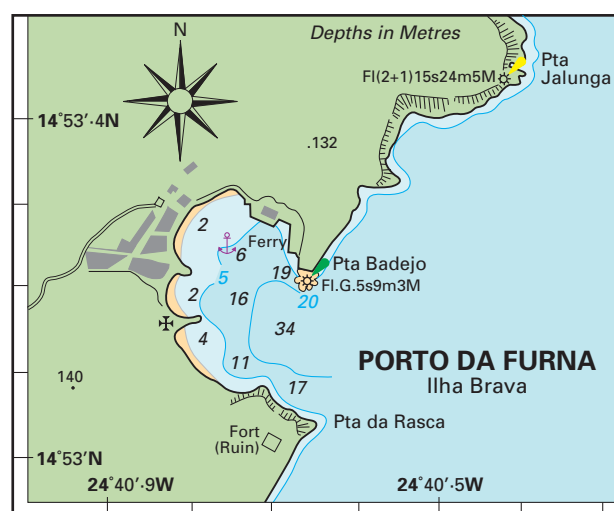 N
Depths in Metres
Pta
Jalunga
Fl(2+1)15s24m5M
14°53'·4N
.132
2
Ferry
6
5
19
Pta Badejo
Fl.G.5s9m3M
20
2
16
34
4
11
17
PORTO DA FURNA
Ilha Brava
140
Pta da Rasca
Fort
(Ruin)
14°53'N
24°40'·9W
24°40'·5W